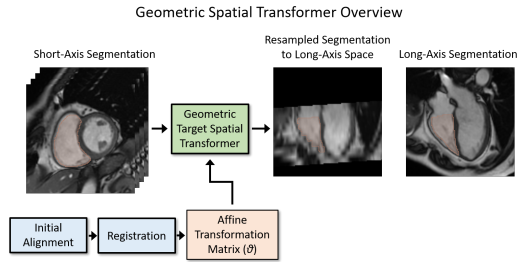 Geometric Spatial Transformer Overview
Short-Axis Segmentation
Resampled Segmentation
to Long-Axis Space
Long-Axis Segmentation
Geometric
Target Spatial
Transformer
Initial
Alignment
Registration
Affine
Transformation
Matrix (ϑ)